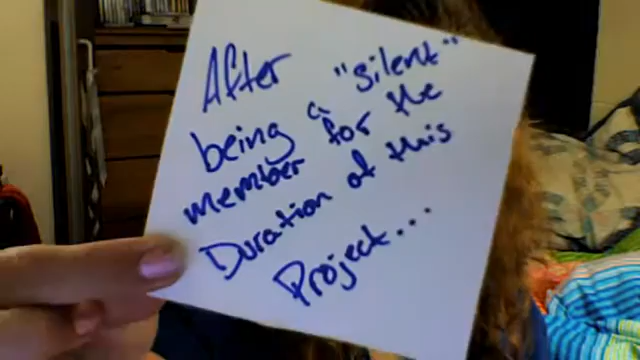 After
being a "silent"
member for the
Duration of this
Project...